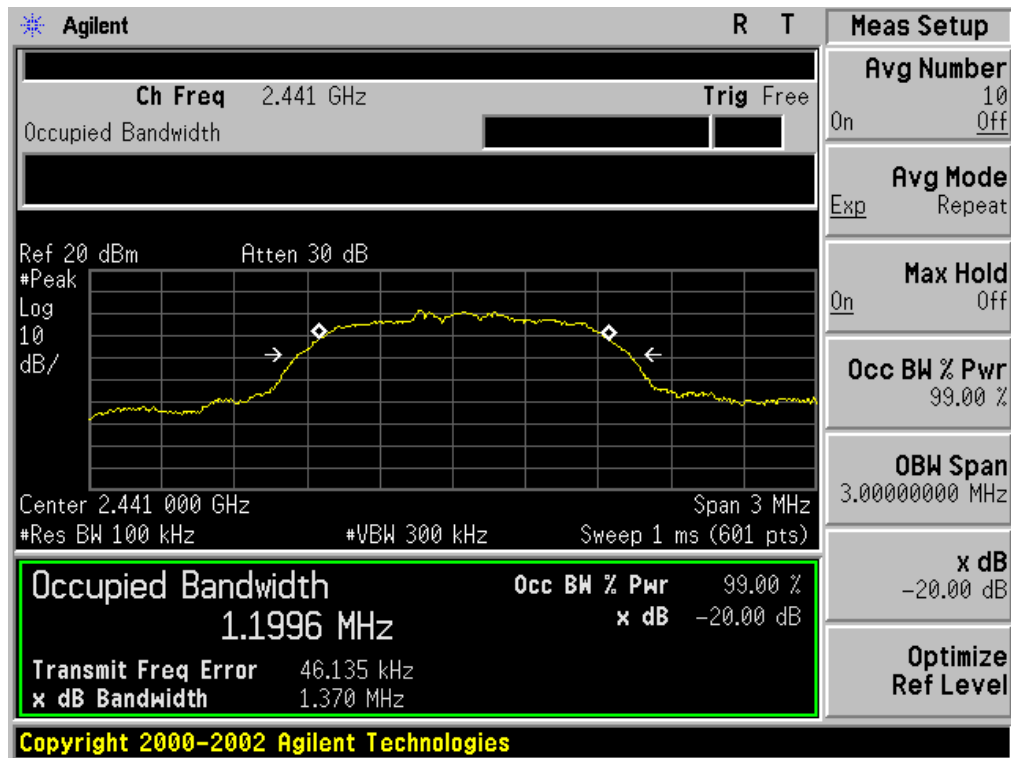 Agilent R T
Ch Freq 2.441 GHz Trig Free
Occupied Bandwidth
Ref 20 dBm Atten 30 dB
#Peak
Log
10
dB/
Center 2.441 000 GHz Span 3 MHz
#Res BW 100 kHz #VBW 300 kHz Sweep 1 ms (601 pts)
Occupied Bandwidth Occ BW % Pwr 99.00 %
1.1996 MHz x dB -20.00 dB
Transmit Freq Error 46.135 kHz
x dB Bandwidth 1.370 MHz
Copyright 2000-2002 Agilent Technologies
Meas Setup
Avg Number
10
On Off
Avg Mode
Exp Repeat
Max Hold
On Off
Occ BW % Pwr
99.00 %
OBW Span
3.00000000 MHz
x dB
-20.00 dB
Optimize
Ref Level